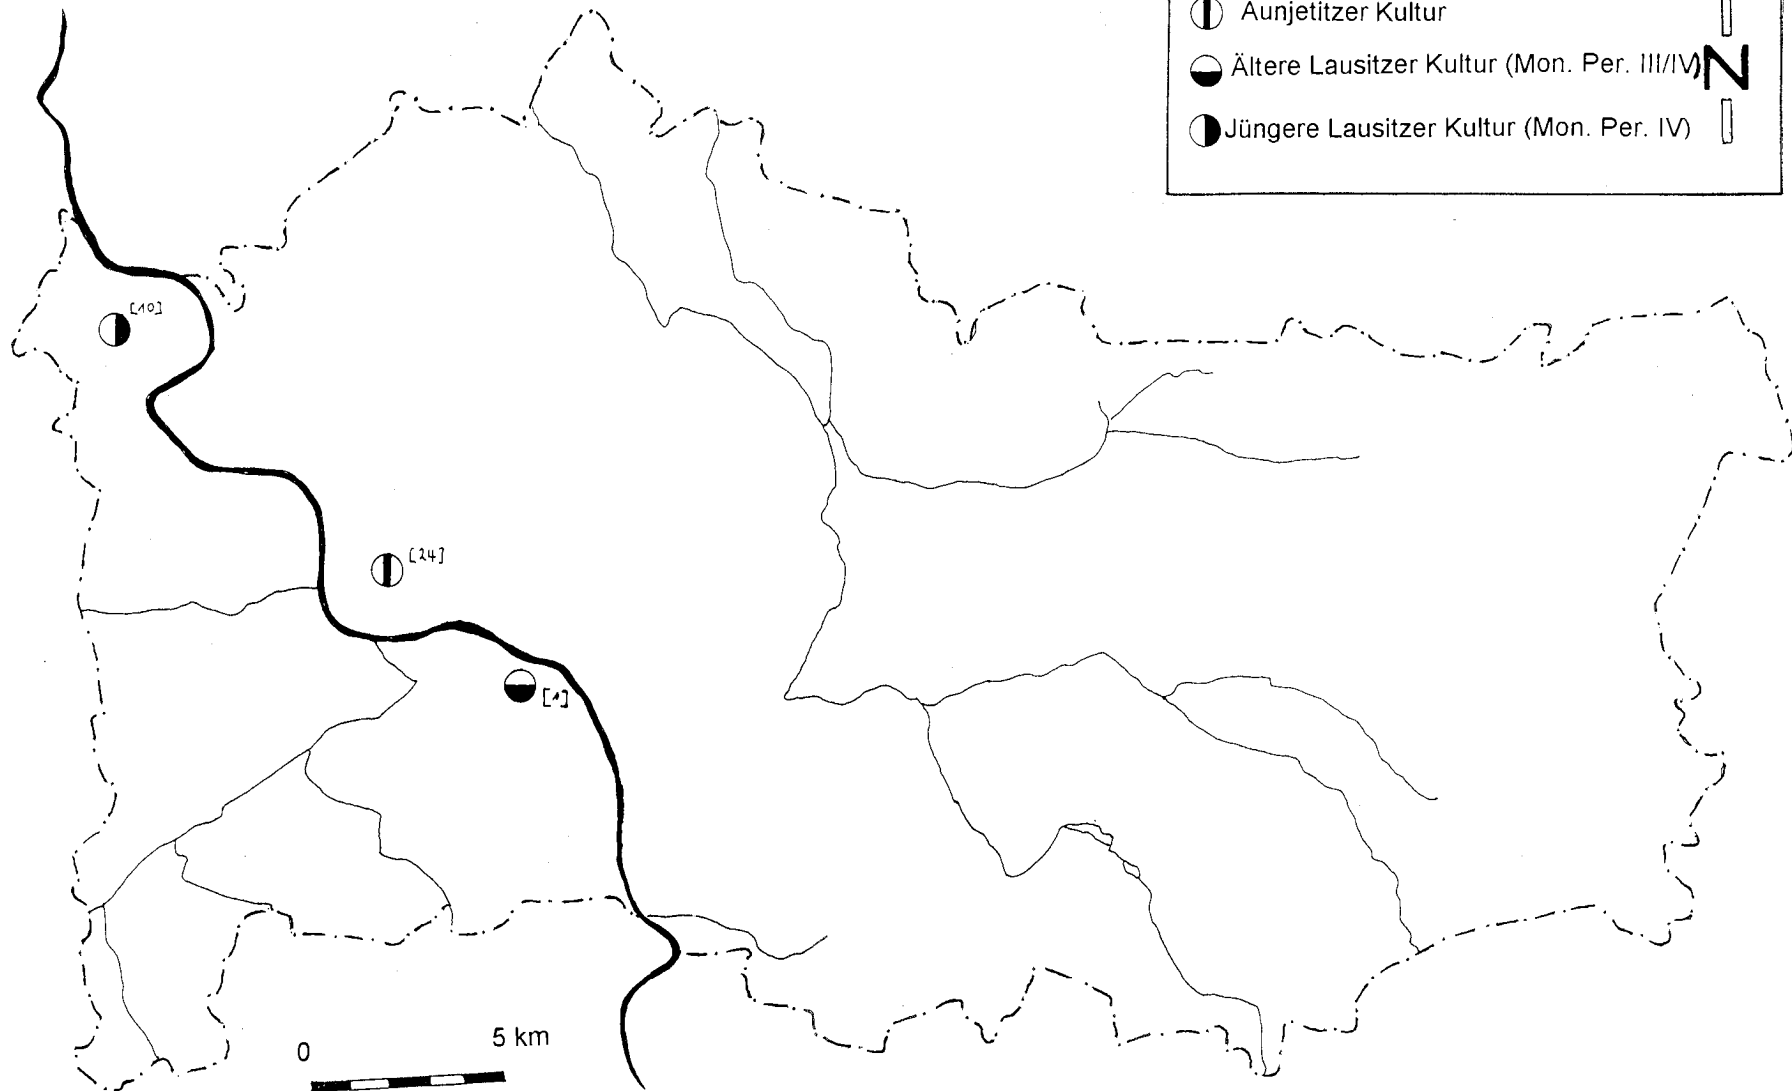 Aunjetitzer Kultur
Ältere Lausitzer Kultur (Mon. Per. III/IV)
N
Jüngere Lausitzer Kultur (Mon. Per. IV)
[10]
[24]
[1]
0
5 km